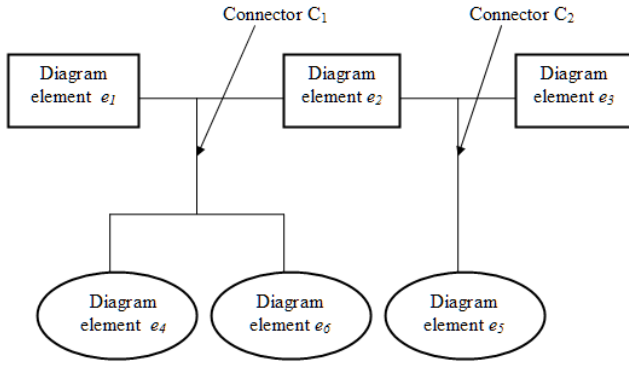 Connector C₁
Connector C₂
Diagram
element e₁
Diagram
element e₂
Diagram
element e₃
Diagram
element e₄
Diagram
element e₆
Diagram
element e₅